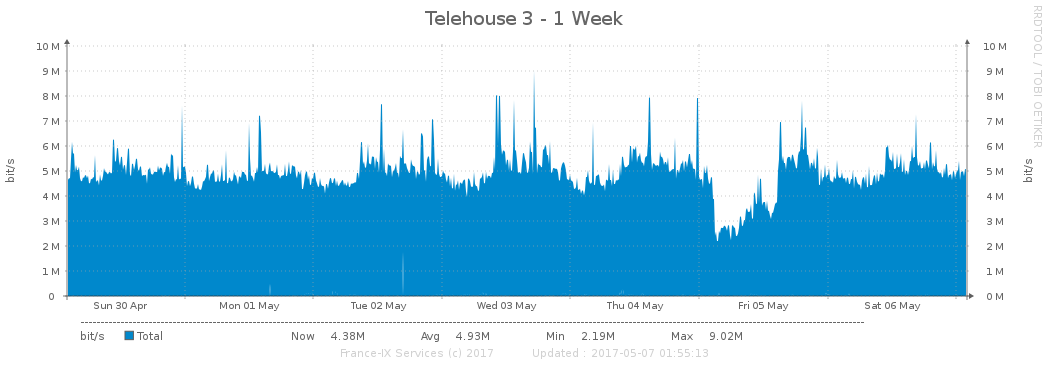 Telehouse 3 - 1 Week
RRDTOOL / TOBI OETIKER
bit/s
10 M 10 M
9 M 9 M
8 M 8 M
7 M 7 M
6 M 6 M
5 M 5 M
4 M 4 M
3 M 3 M
2 M 2 M
1 M 1 M
0 0 M
bit/s
Sun 30 Apr Mon 01 May Tue 02 May Wed 03 May Thu 04 May Fri 05 May Sat 06 May
bit/s Total Now 4.38M Avg 4.93M Min 2.19M Max 9.02M
France-IX Services (c) 2017 Updated : 2017-05-07 01:55:13